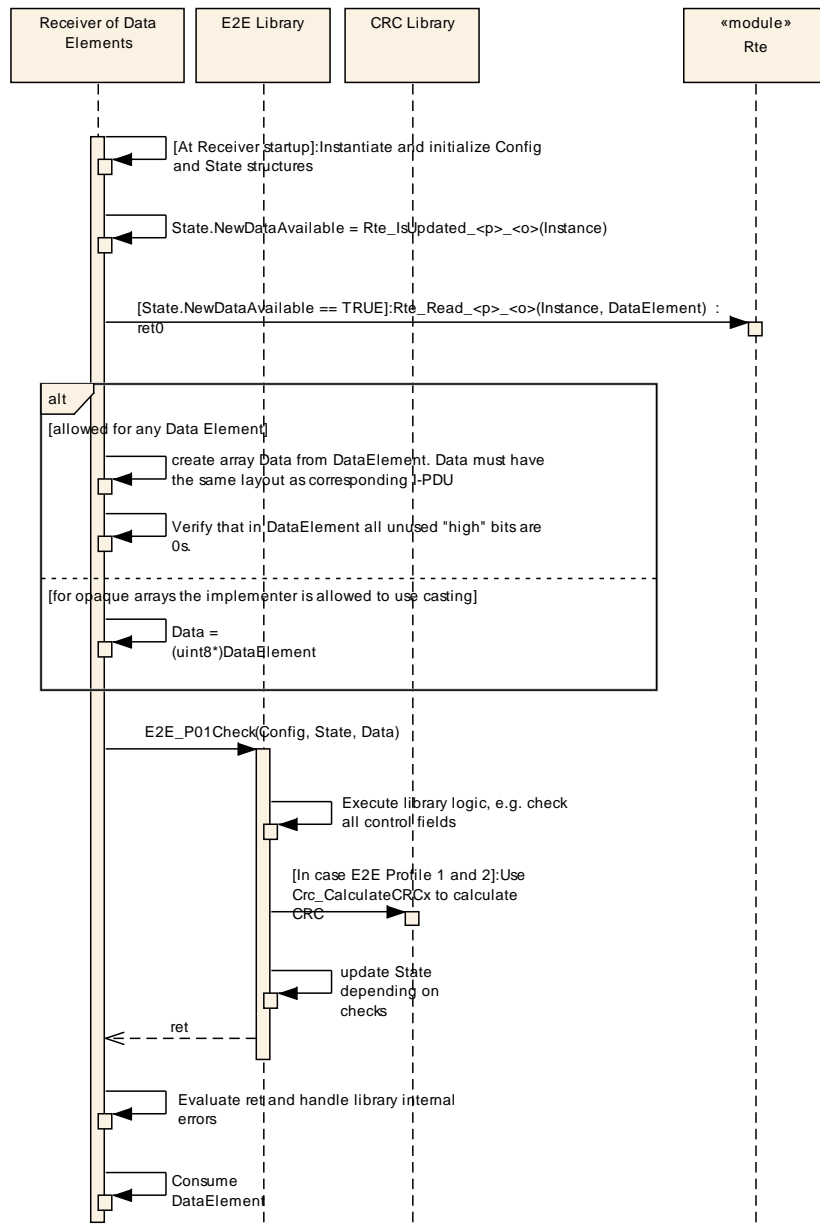 Receiver of Data
Elements
E2E Library
CRC Library
«module»
Rte
[At Receiver startup]:Instantiate and initialize Config
and State structures
State.NewDataAvailable = Rte_IsUpdated_<p>_<o>(Instance)
[State.NewDataAvailable == TRUE]:Rte_Read_<p>_<o>(Instance, DataElement) :
ret0
alt
[allowed for any Data Element]
create array Data from DataElement. Data must have
the same layout as corresponding I-PDU
Verify that in DataElement all unused "high" bits are
0s.
[for opaque arrays the implementer is allowed to use casting]
Data =
(uint8*)DataElement
E2E_P01Check(Config, State, Data)
Execute library logic, e.g. check
all control fields
[In case E2E Profile 1 and 2]:Use
Crc_CalculateCRCx to calculate
CRC
update State
depending on
checks
ret
Evaluate ret and handle library internal
errors
Consume
DataElement